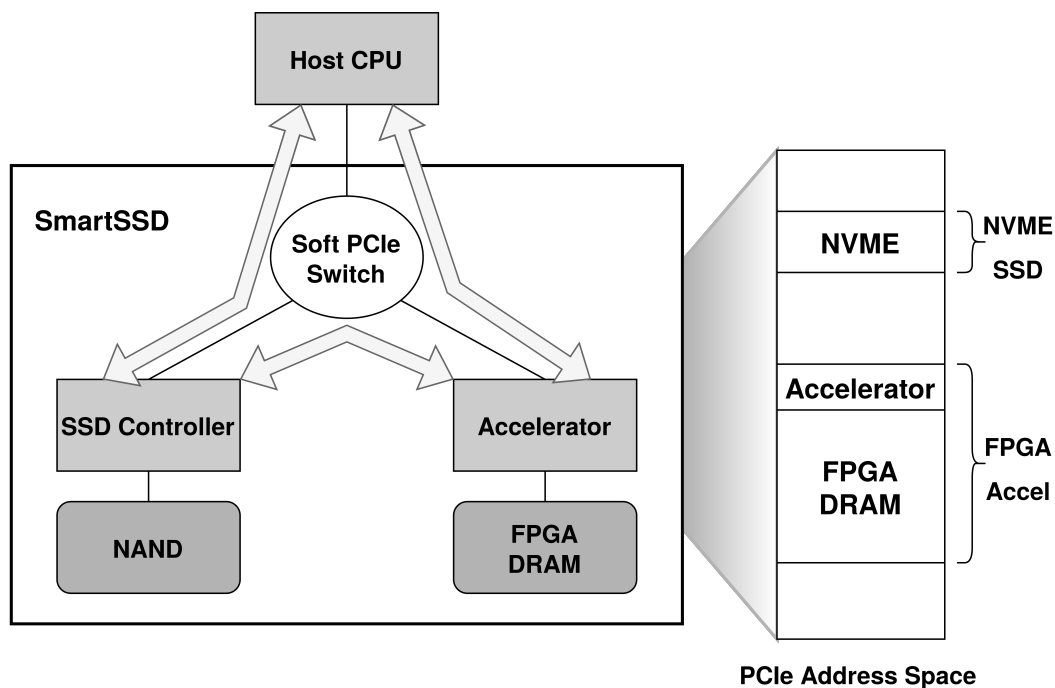 Host CPU
SmartSSD
Soft PCIe
Switch
SSD Controller
Accelerator
NAND
FPGA
DRAM
NVME
NVME
SSD
Accelerator
FPGA
DRAM
FPGA
Accel
PCIe Address Space